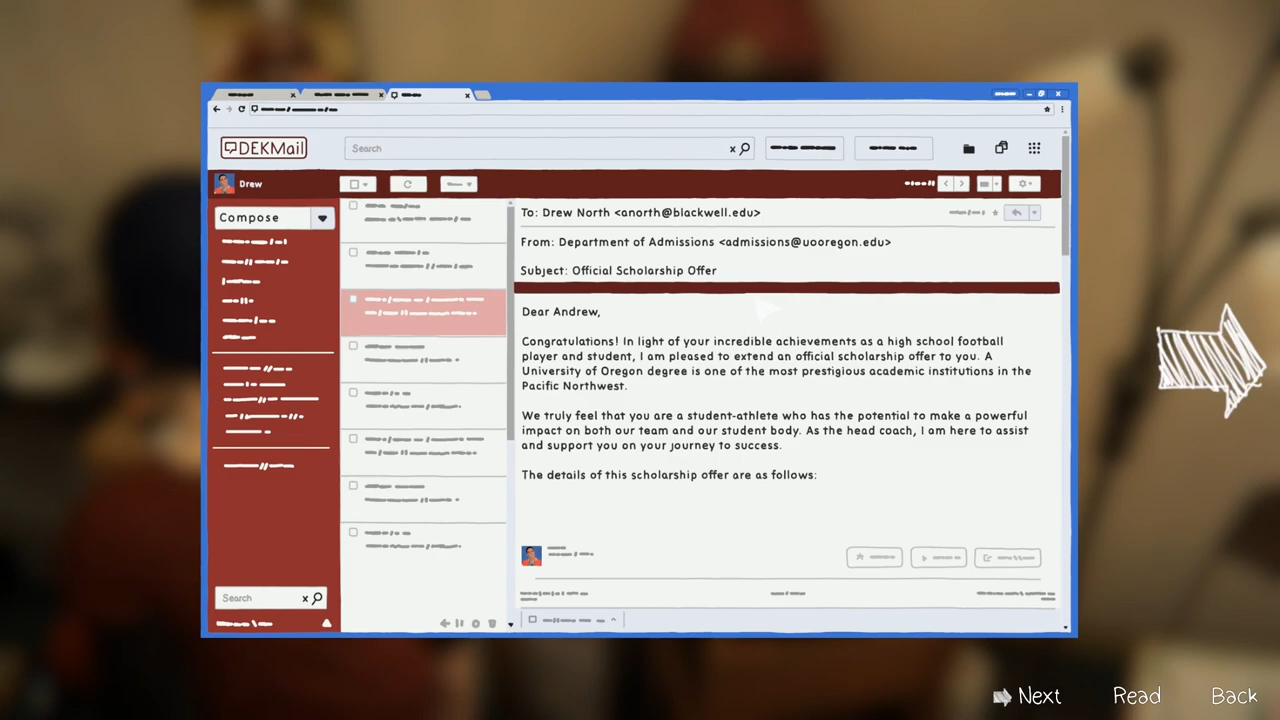 DEKMail
Search
Drew
Compose
To: Drew North <anorth@blackwell.edu>
From: Department of Admissions <admissions@uooregon.edu>
Subject: Official Scholarship Offer
Dear Andrew,
Congratulations! In light of your incredible achievements as a high school football
player and student, I am pleased to extend an official scholarship offer to you. A
University of Oregon degree is one of the most prestigious academic institutions in the
Pacific Northwest.
We truly feel that you are a student-athlete who has the potential to make a powerful
impact on both our team and our student body. As the head coach, I am here to assist
and support you on your journey to success.
The details of this scholarship offer are as follows:
Search
Next Read Back